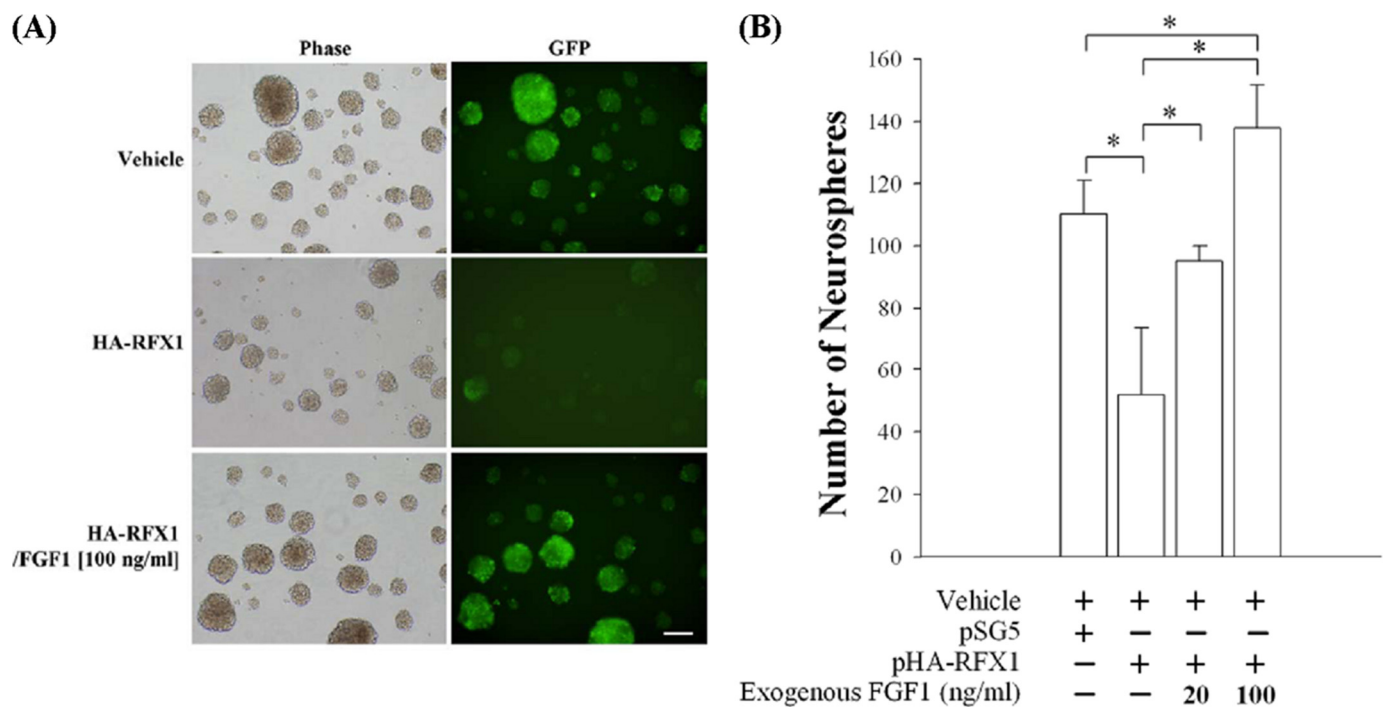 (A)
Phase GFP
Vehicle
HA-RFX1
HA-RFX1
/FGF1 [100 ng/ml]
(B)
* 
*
* *
Number of Neurospheres
160
140
120
100
80
60
40
20
0
Vehicle + + + +
pSG5 + − − −
pHA-RFX1 − + + +
Exogenous FGF1 (ng/ml) − − 20 100